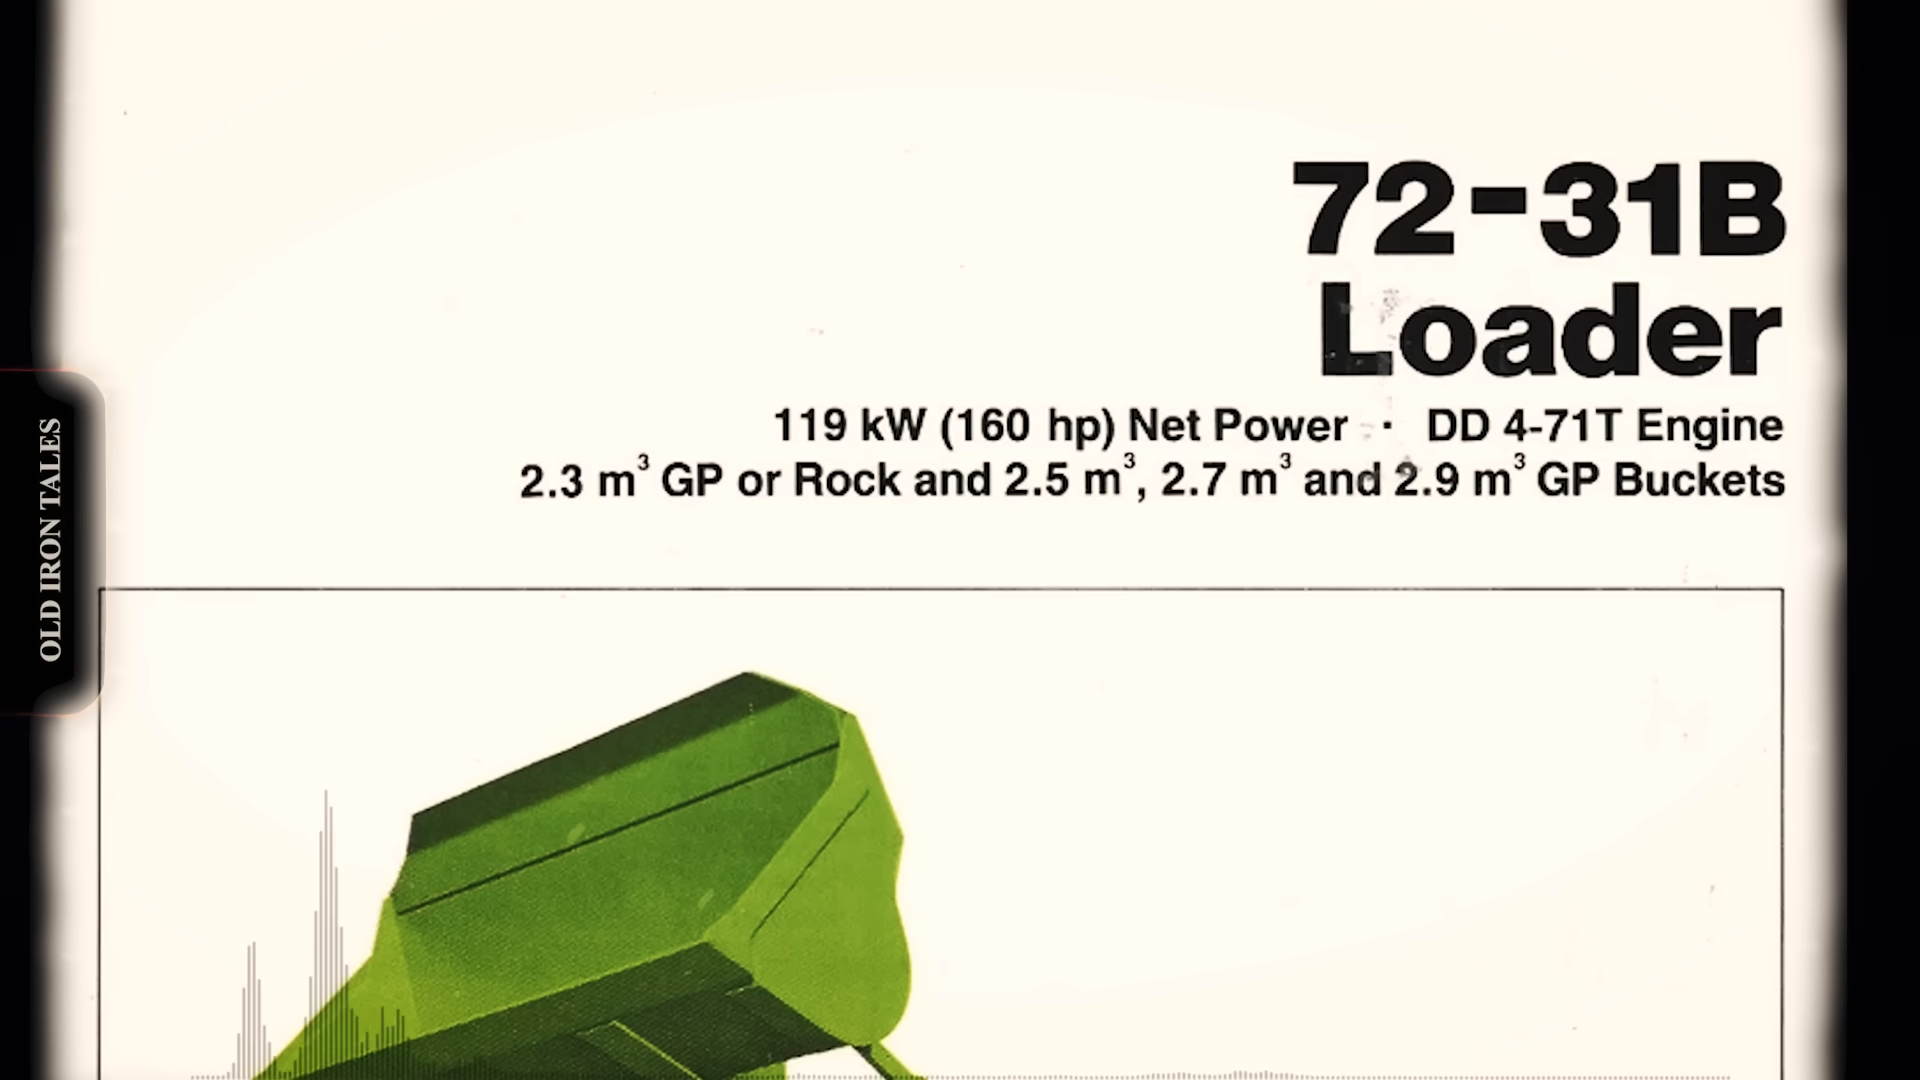 72-31B
Loader
119 kW (160 hp) Net Power · DD 4-71T Engine
2.3 m³ GP or Rock and 2.5 m³, 2.7 m³ and 2.9 m³ GP Buckets
OLD IRON TALES